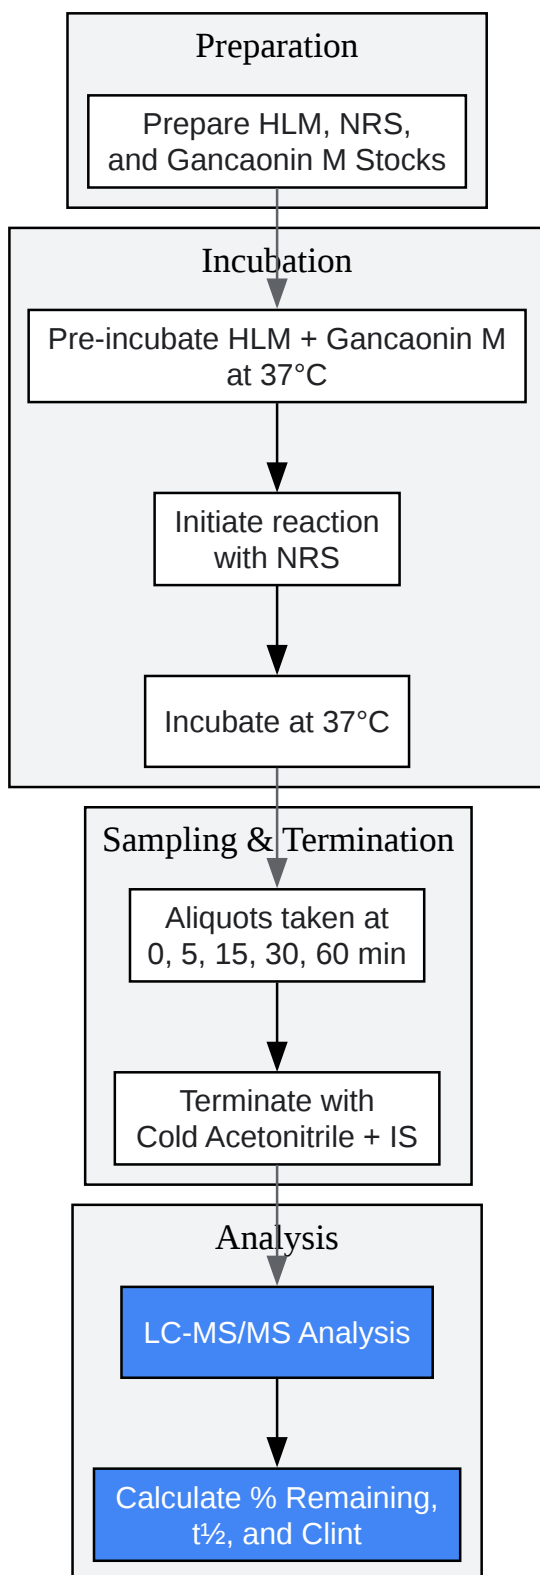 Preparation
Prepare HLM, NRS,
and Gancaonin M Stocks
Incubation
Pre-incubate HLM + Gancaonin M
at 37°C
Initiate reaction
with NRS
Incubate at 37°C
Sampling & Termination
Aliquots taken at
0, 5, 15, 30, 60 min
Terminate with
Cold Acetonitrile + IS
Analysis
LC-MS/MS Analysis
Calculate % Remaining,
t½, and Clint